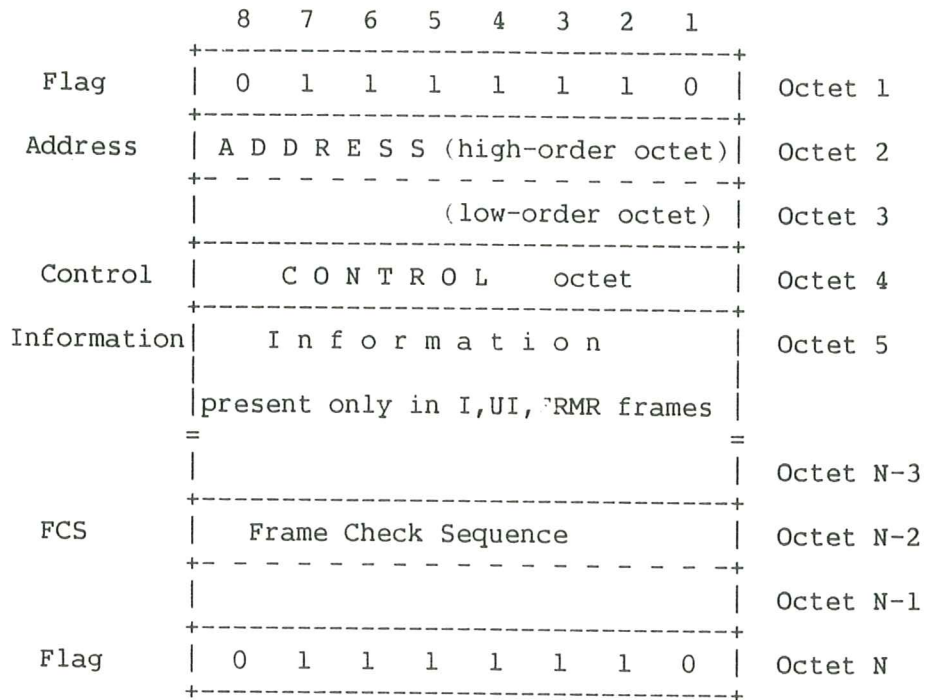 8 7 6 5 4 3 2 1
+-----------------------------------+
Flag | 0 1 1 1 1 1 1 0 | Octet 1
+-----------------------------------+
Address | A D D R E S S (high-order octet)| Octet 2
+- - - - - - - - - - - - - - - - - -+
| (low-order octet) | Octet 3
+-----------------------------------+
Control | C O N T R O L octet | Octet 4
+-----------------------------------+
Information| I n f o r m a t i o n | Octet 5
| |
|present only in I,UI, frames |
= =
| | Octet N-3
+-----------------------------------+
FCS | Frame Check Sequence | Octet N-2
+- - - - - - - - - - - - - - - - - -+
| | Octet N-1
+-----------------------------------+
Flag | 0 1 1 1 1 1 1 0 | Octet N
+-----------------------------------+